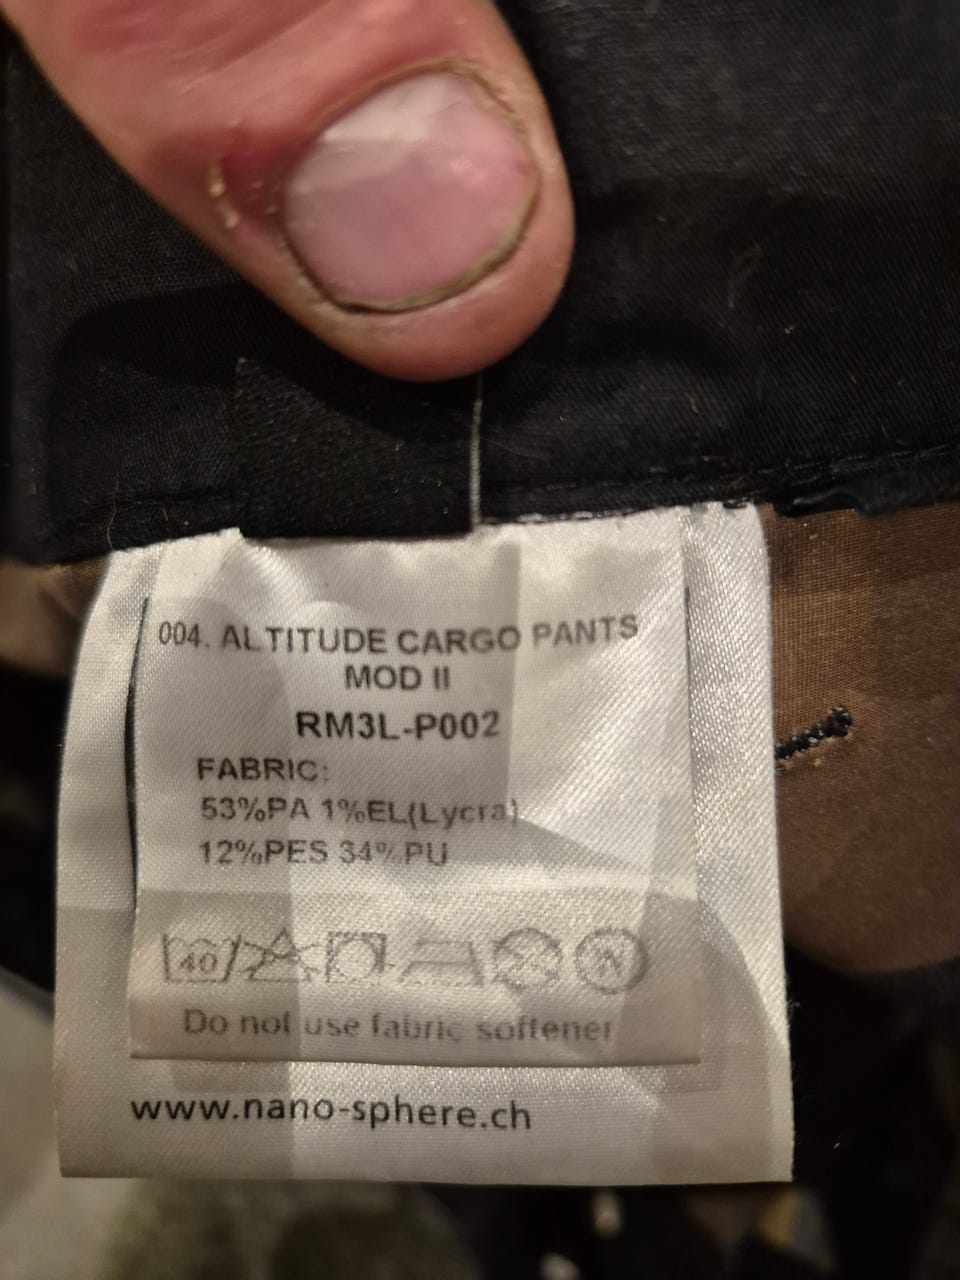 004. ALTITUDE CARGO PANTS
MOD II
RM3L-P002
FABRIC:
53%PA 1%EL(Lycra)
12%PES 34%PU
40
Do not use fabric softener
www.nano-sphere.ch